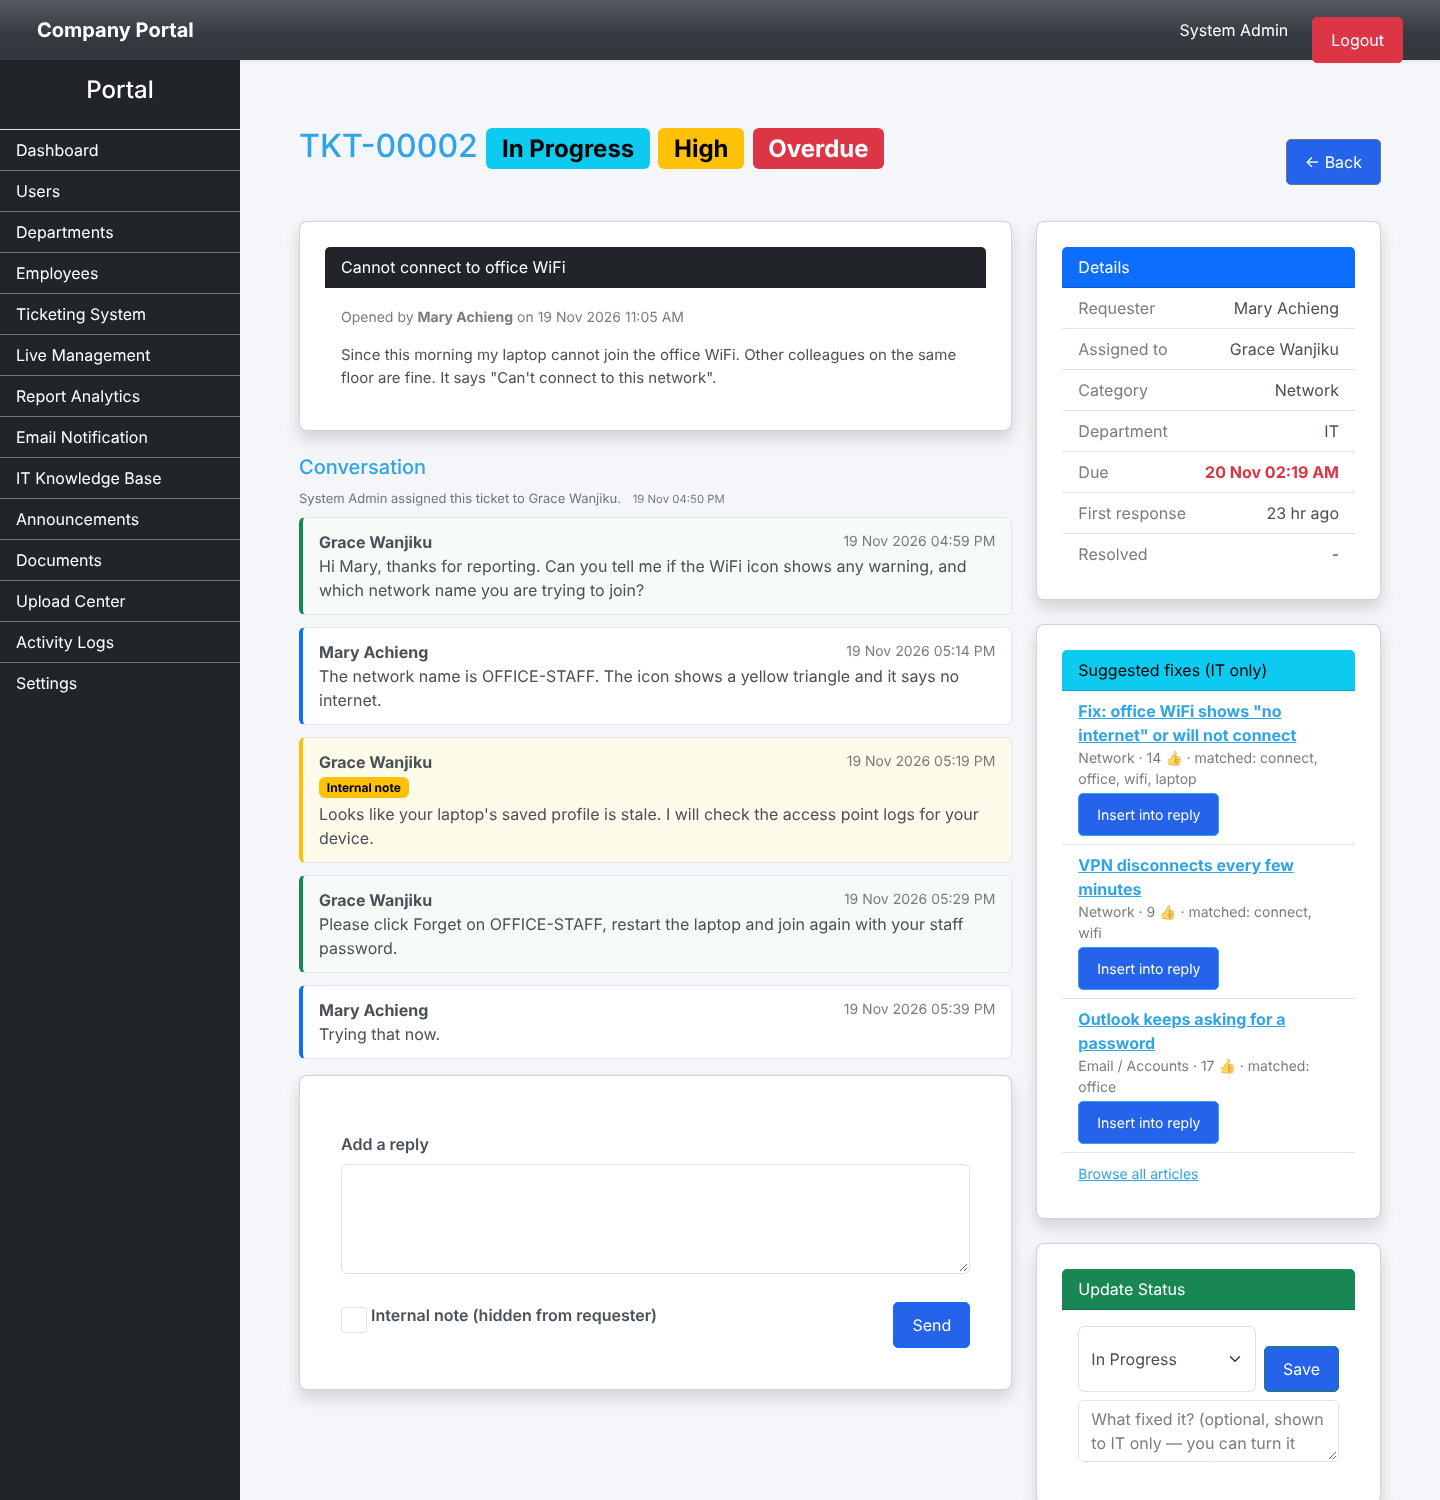 Company Portal
System Admin
Logout
Portal
Dashboard
Users
Departments
Employees
Ticketing System
Live Management
Report Analytics
Email Notification
IT Knowledge Base
Announcements
Documents
Upload Center
Activity Logs
Settings
TKT-00002 In Progress High Overdue
← Back
Cannot connect to office WiFi
Opened by Mary Achieng on 19 Nov 2026 11:05 AM
Since this morning my laptop cannot join the office WiFi. Other colleagues on the same
floor are fine. It says "Can't connect to this network".
Conversation
System Admin assigned this ticket to Grace Wanjiku. 19 Nov 04:50 PM
Grace Wanjiku 19 Nov 2026 04:59 PM
Hi Mary, thanks for reporting. Can you tell me if the WiFi icon shows any warning, and
which network name you are trying to join?
Mary Achieng 19 Nov 2026 05:14 PM
The network name is OFFICE-STAFF. The icon shows a yellow triangle and it says no
internet.
Grace Wanjiku 19 Nov 2026 05:19 PM
Internal note
Looks like your laptop's saved profile is stale. I will check the access point logs for your
device.
Grace Wanjiku 19 Nov 2026 05:29 PM
Please click Forget on OFFICE-STAFF, restart the laptop and join again with your staff
password.
Mary Achieng 19 Nov 2026 05:39 PM
Trying that now.
Add a reply
Internal note (hidden from requester)
Send
Details
Requester Mary Achieng
Assigned to Grace Wanjiku
Category Network
Department IT
Due 20 Nov 02:19 AM
First response 23 hr ago
Resolved -
Suggested fixes (IT only)
Fix: office WiFi shows "no
internet" or will not connect
Network · 14 👍 · matched: connect,
office, wifi, laptop
Insert into reply
VPN disconnects every few
minutes
Network · 9 👍 · matched: connect,
wifi
Insert into reply
Outlook keeps asking for a
password
Email / Accounts · 17 👍 · matched:
office
Insert into reply
Browse all articles
Update Status
In Progress
Save
What fixed it? (optional, shown
to IT only — you can turn it